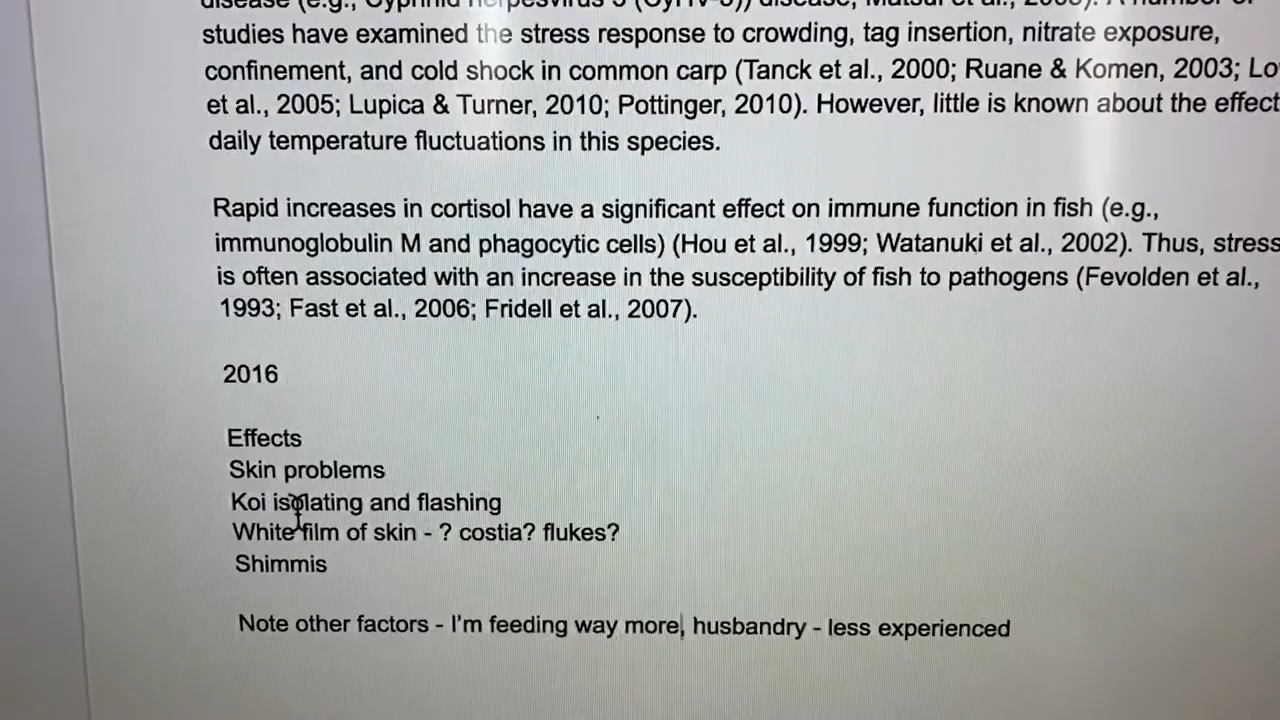 studies have examined the stress response to crowding, tag insertion, nitrate exposure,
confinement, and cold shock in common carp (Tanck et al., 2000; Ruane & Komen, 2003;
et al., 2005; Lupica & Turner, 2010; Pottinger, 2010). However, little is known about the effect
daily temperature fluctuations in this species.
Rapid increases in cortisol have a significant effect on immune function in fish (e.g.,
immunoglobulin M and phagocytic cells) (Hou et al., 1999; Watanuki et al., 2002). Thus, stress
is often associated with an increase in the susceptibility of fish to pathogens (Fevolden et al.,
1993; Fast et al., 2006; Fridell et al., 2007).
2016
Effects
Skin problems
Koi isolating and flashing
White film of skin - ? costia? flukes?
Shimmis
Note other factors - I'm feeding way more, husbandry - less experienced